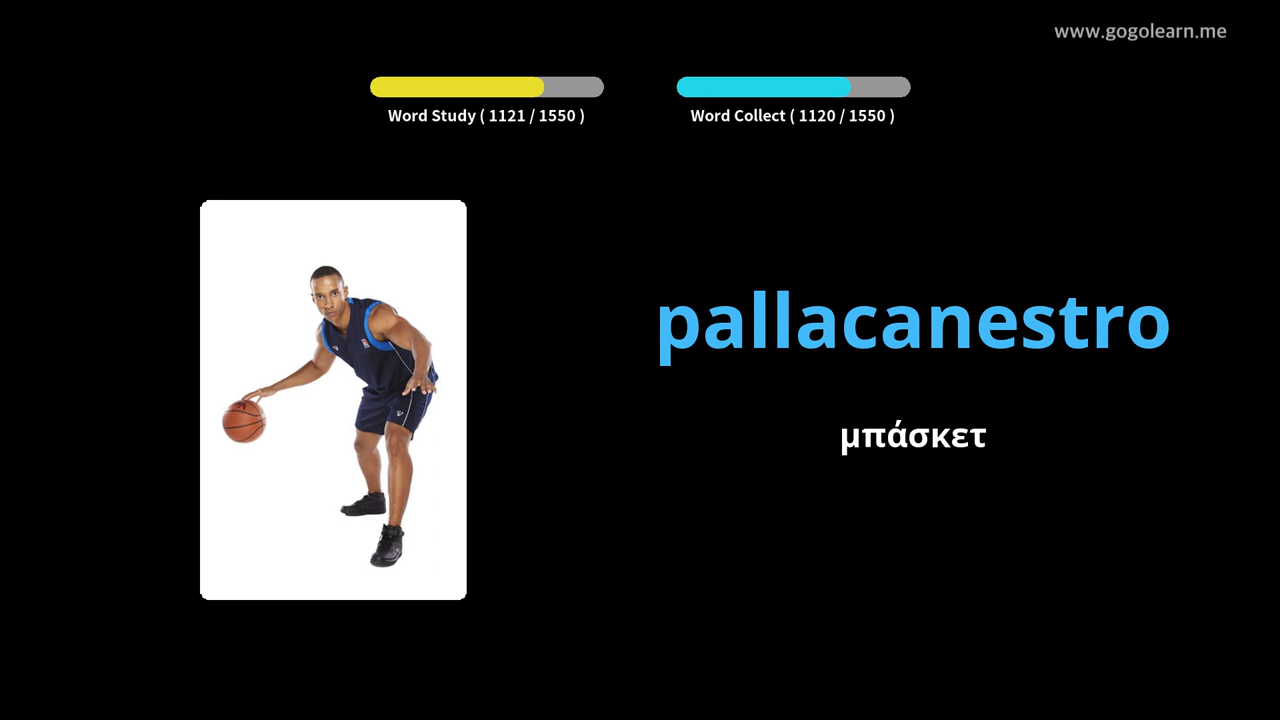 www.gogolearn.me
Word Study ( 1121 / 1550 )
Word Collect ( 1120 / 1550 )
pallacanestro
μπάσκετ